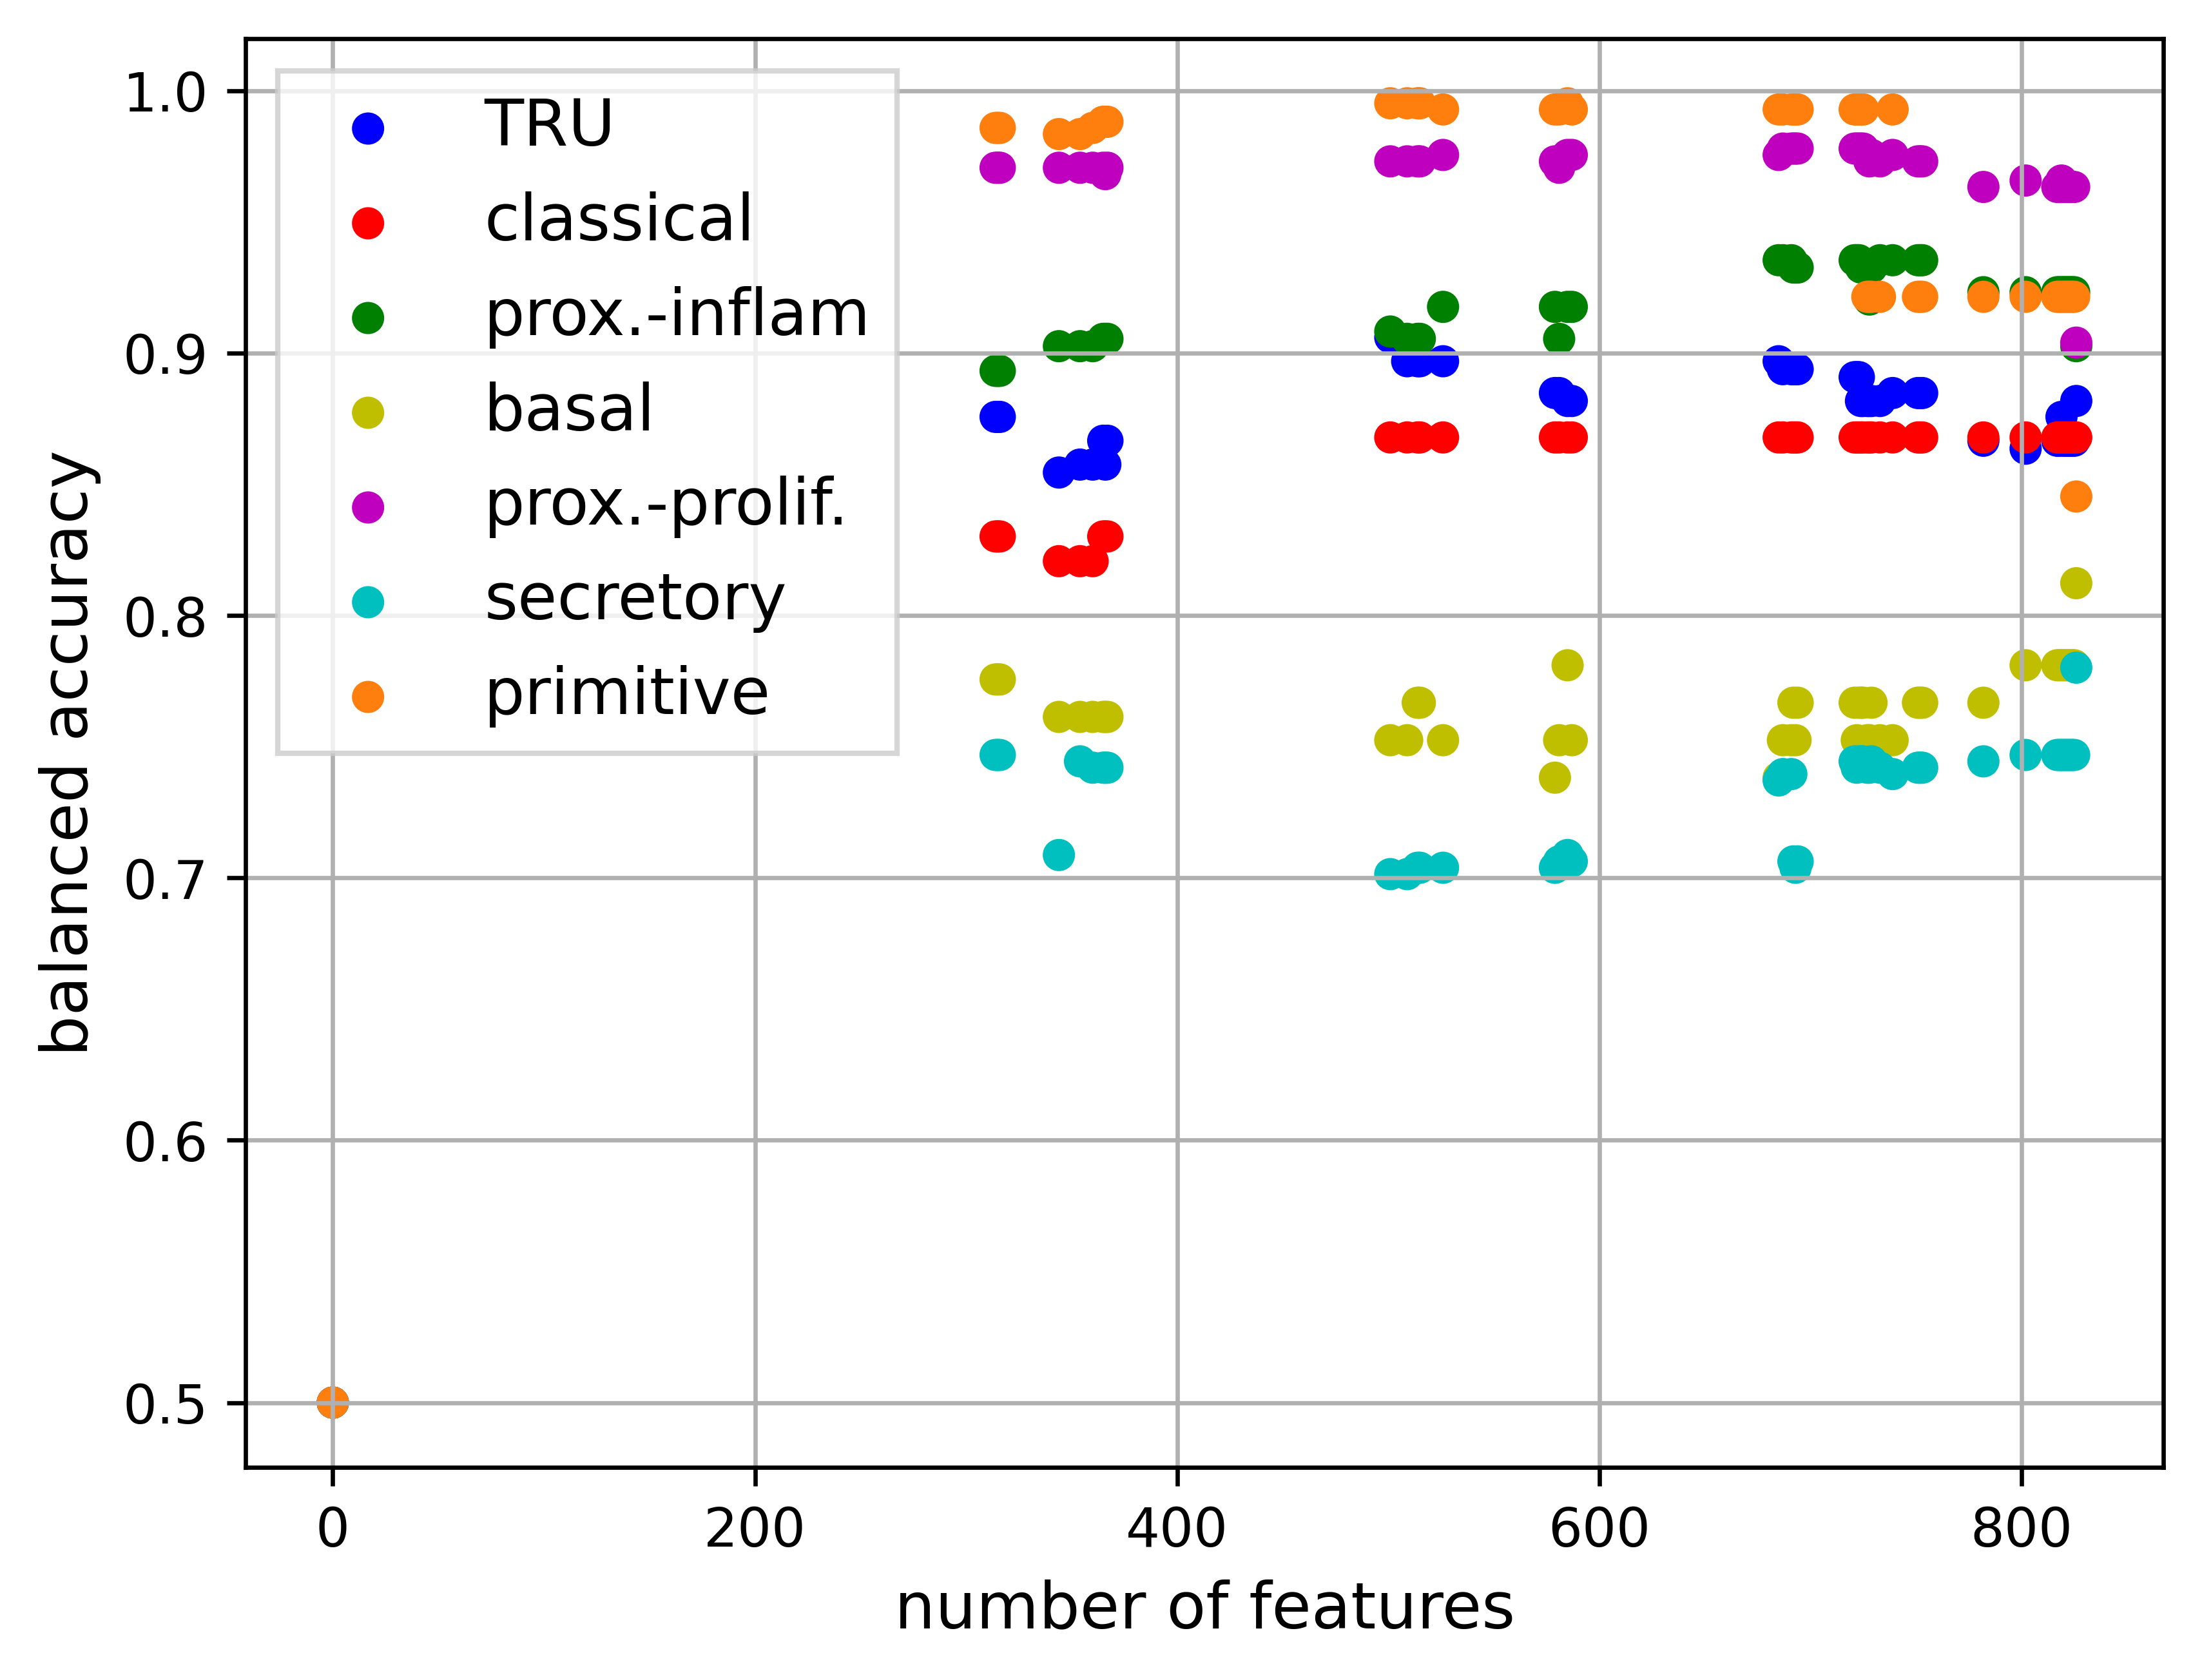 1.0
0.9
0.8
0.7
0.6
0.5
balanced accuracy
TRU
classical
prox.-inflam
basal
prox.-prolif.
secretory
primitive
0 200 400 600 800
number of features